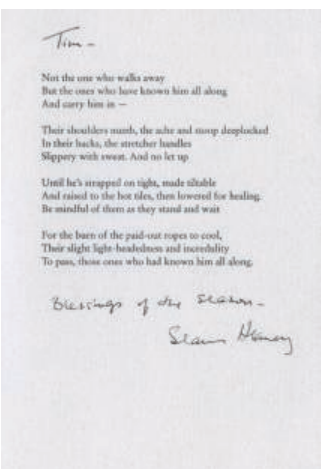 Tim –
Not the one who walks away
But the ones who have known him all along
And carry him in —
Their shoulders numb, the ache and stoop deeplocked
In their backs, the stretcher handles
Slippery with sweat. And no let up
Until he's strapped on tight, made tiltable
And raised to the hot tiles, then lowered for healing.
Be mindful of them as they stand and wait
For the burn of the paid-out ropes to cool,
Their slight light-headedness and incredulity
To pass, those ones who had known him all along.
Blessings of the season –
Seamus Heaney